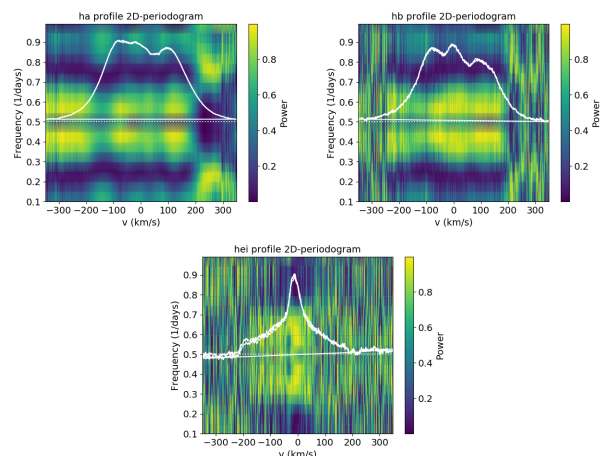 ha profile 2D-periodogram
Frequency (1/days)
0.9
0.8
0.7
0.6
0.5
0.4
0.3
0.2
0.1
−300 −200 −100 0 100 200 300
v (km/s)
0.8
0.6
0.4
0.2
Power
hb profile 2D-periodogram
Frequency (1/days)
0.9
0.8
0.7
0.6
0.5
0.4
0.3
0.2
0.1
−300 −200 −100 0 100 200 300
v (km/s)
0.8
0.6
0.4
0.2
Power
hei profile 2D-periodogram
Frequency (1/days)
0.9
0.8
0.7
0.6
0.5
0.4
0.3
0.2
0.1
−300 −200 −100 0 100 200 300
v (km/s)
0.8
0.6
0.4
0.2
Power